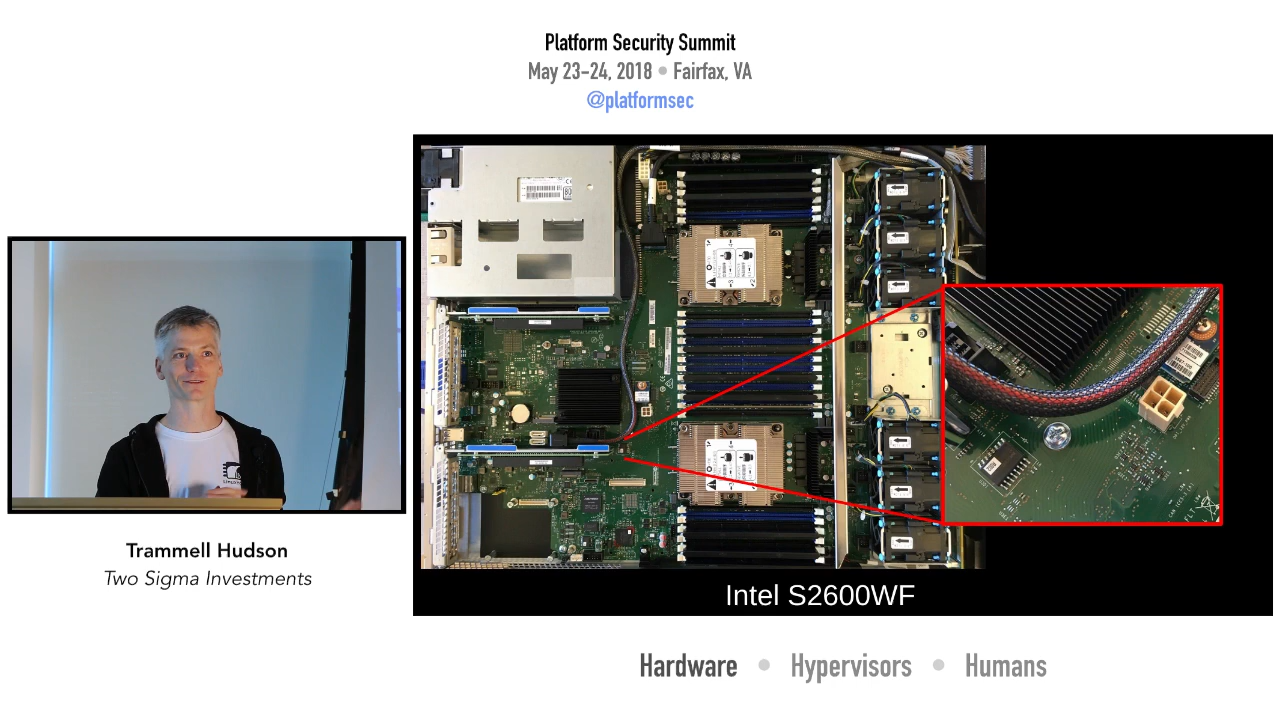 Platform Security Summit
May 23-24, 2018 • Fairfax, VA
@platformsec
Trammell Hudson
Two Sigma Investments
Intel S2600WF
Hardware • Hypervisors • Humans